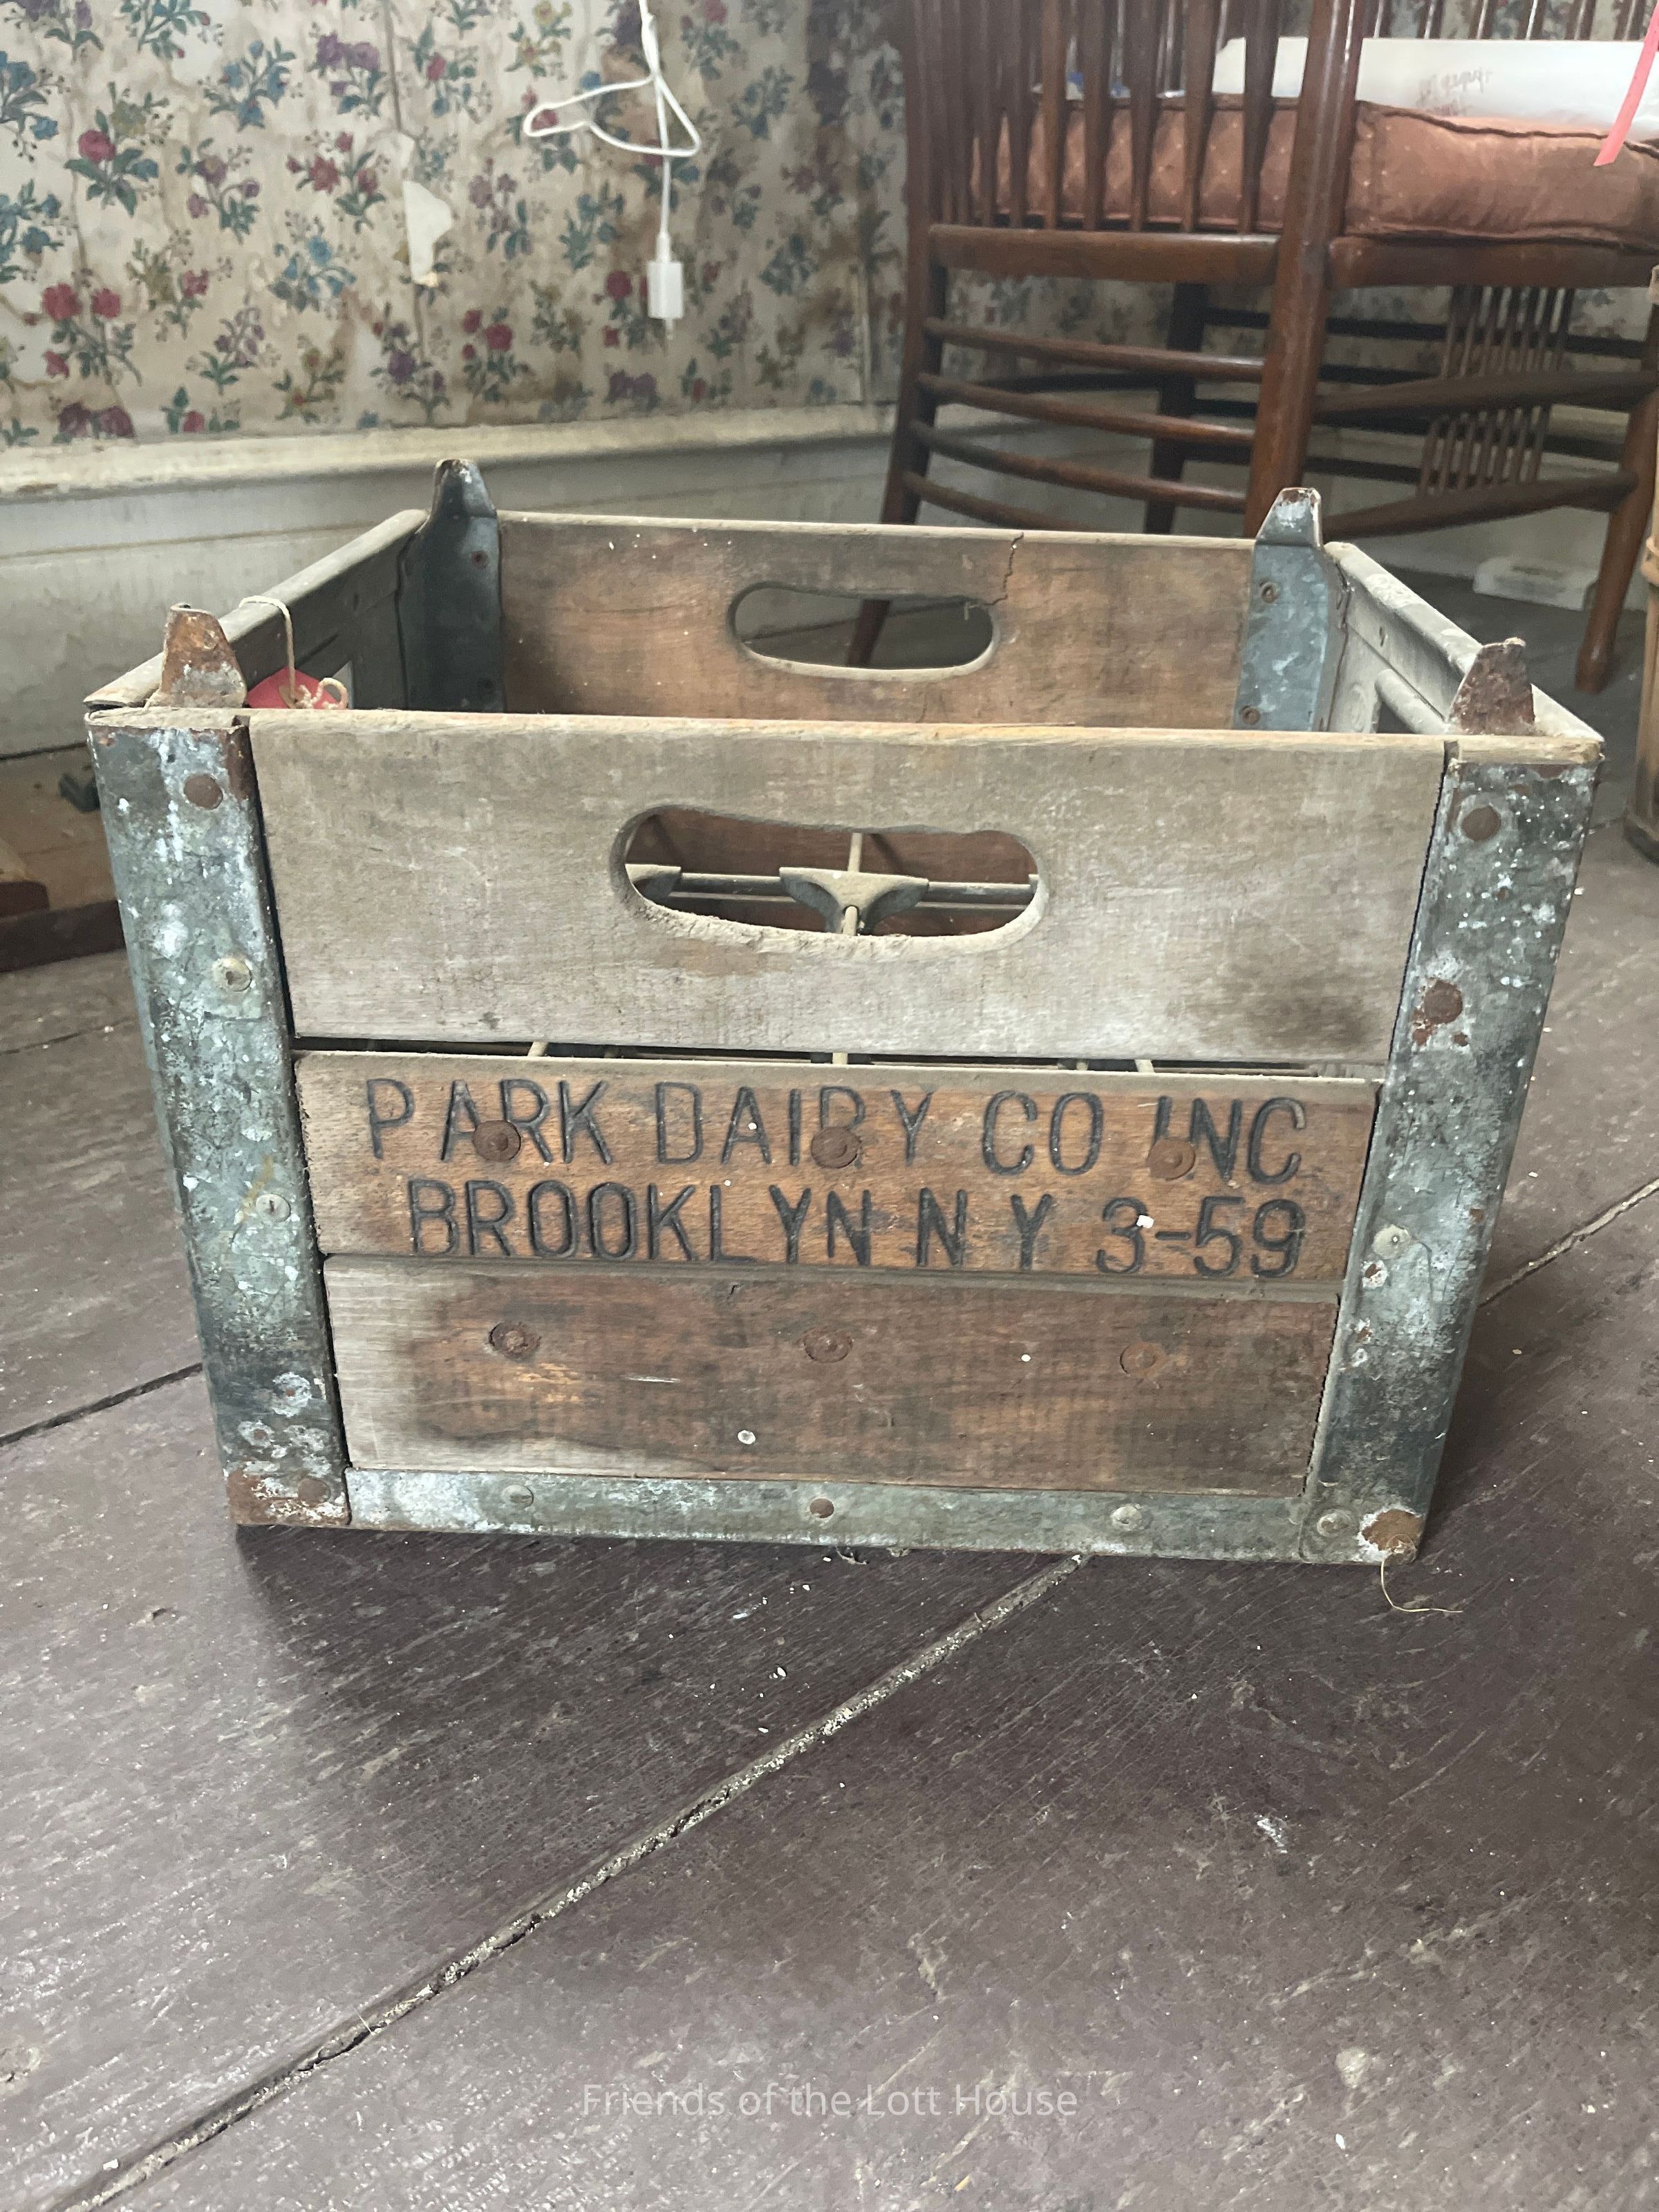 PARK DAIRY CO INC
BROOKLYN N Y 3-59
Friends of the Lott House